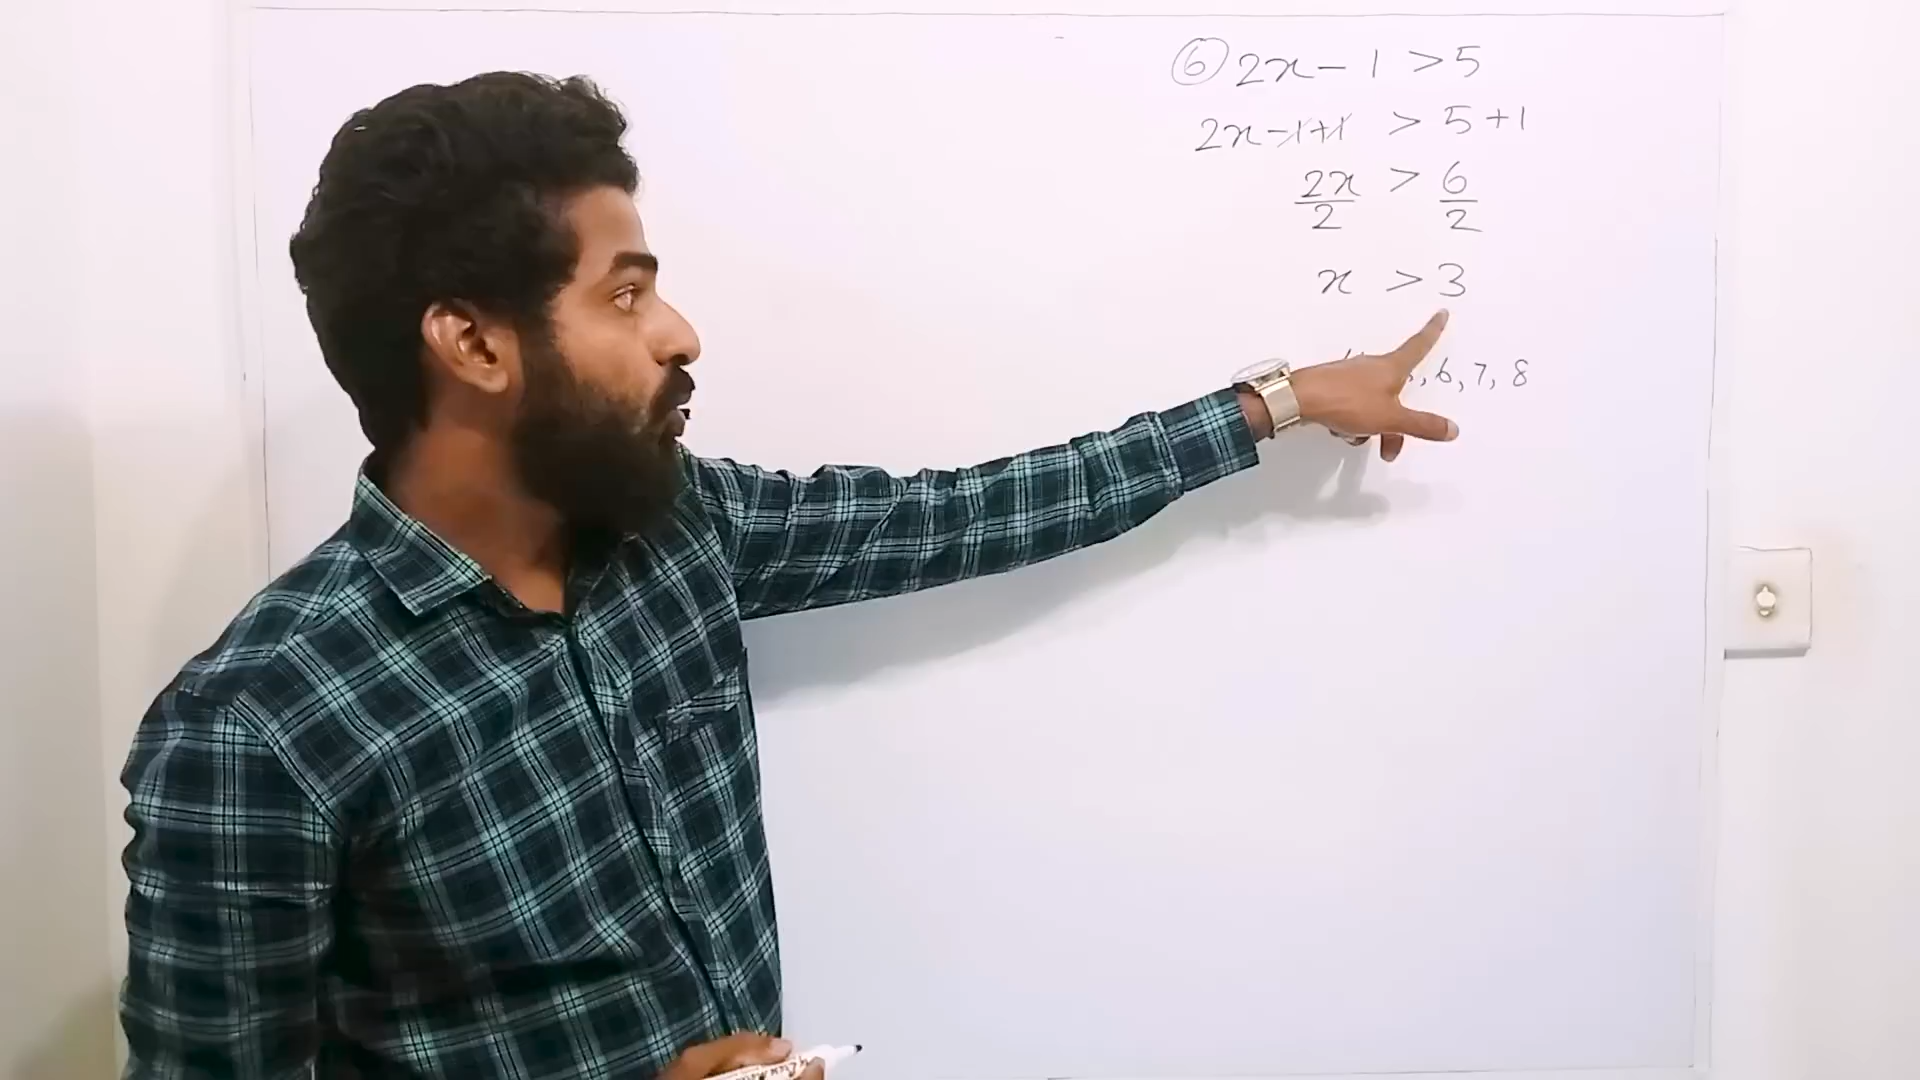 ⑥ 2x - 1 > 5
2x - 1 + 1 > 5 + 1
2x/2 > 6/2
x > 3
, 6, 7, 8